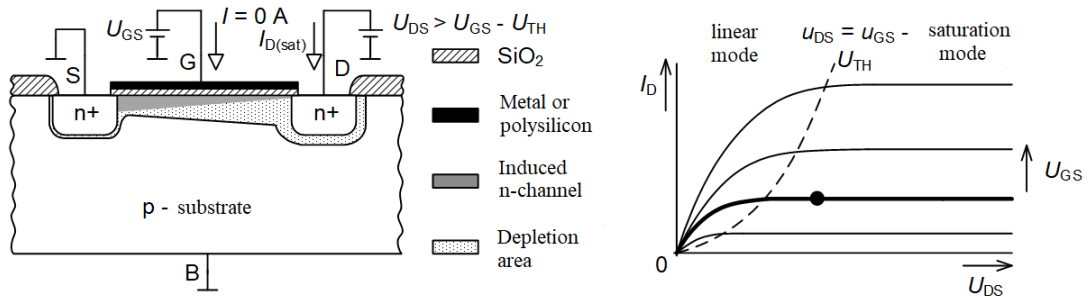 U_GS
I = 0 A
I_D(sat)
U_DS > U_GS - U_TH
S
G
D
n+
n+
p - substrate
B
SiO₂
Metal or
polysilicon
Induced
n-channel
Depletion
area
linear
mode
u_DS = u_GS -
U_TH
saturation
mode
I_D
U_GS
0
U_DS